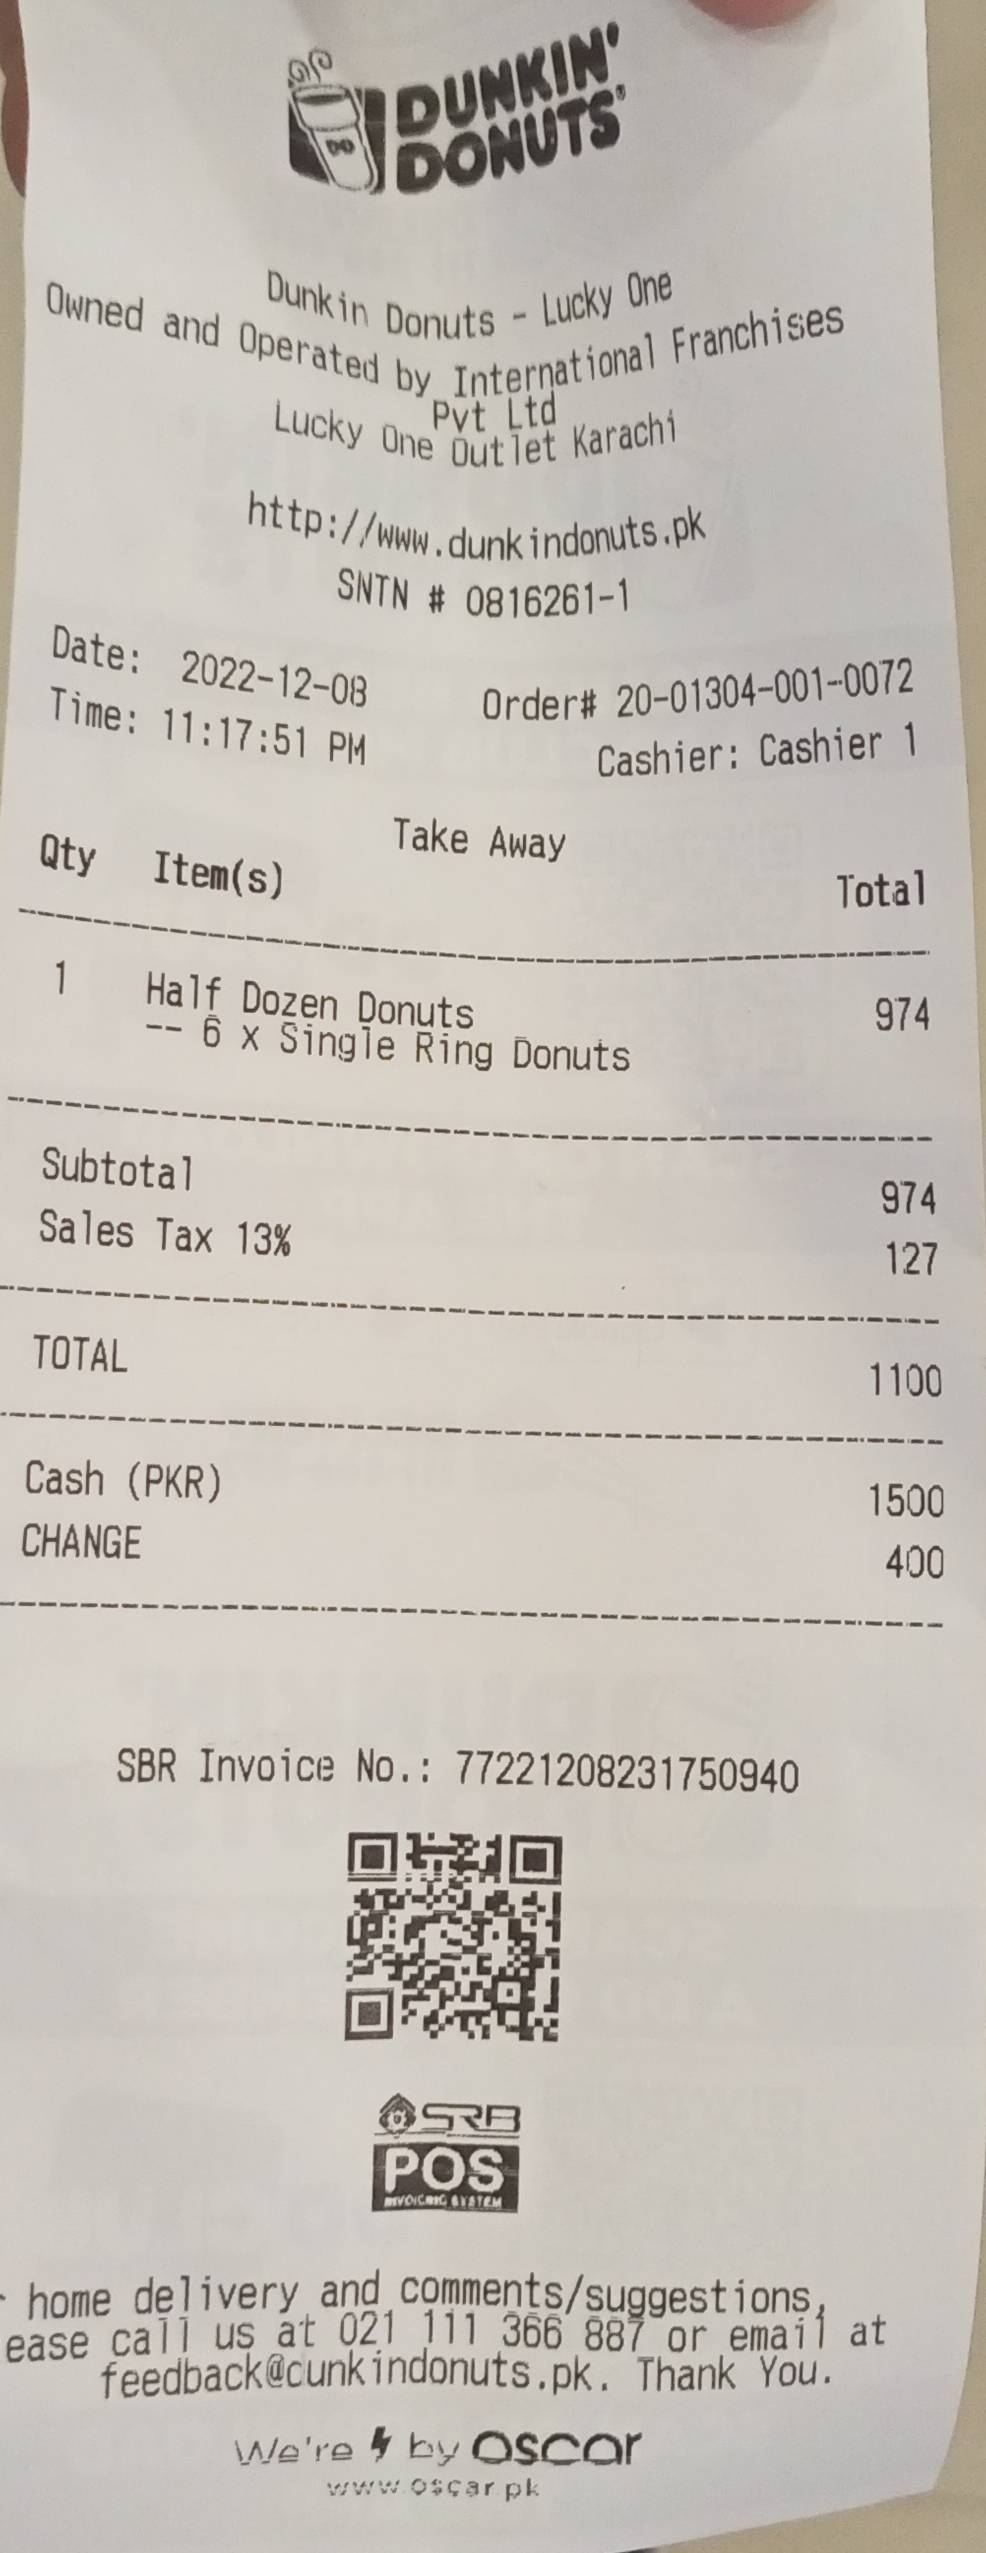 DUNKIN'
DONUTS®
DD
Dunkin Donuts - Lucky One
Owned and Operated by International Franchises
Pvt Ltd
Lucky One Outlet Karachi
http://www.dunkindonuts.pk
SNTN # 0816261-1
Date: 2022-12-08 Order# 20-01304-001-0072
Time: 11:17:51 PM Cashier: Cashier 1
Take Away
Qty Item(s) Total
1 Half Dozen Donuts 974
-- 6 x Single Ring Donuts
Subtotal 974
Sales Tax 13% 127
TOTAL 1100
Cash (PKR) 1500
CHANGE 400
SBR Invoice No.: 77221208231750940
SRB
POS
INVOICING SYSTEM
home delivery and comments/suggestions,
ease call us at 021 111 366 887 or email at
feedback@dunkindonuts.pk. Thank You.
We're by oscar
www.oscar.pk